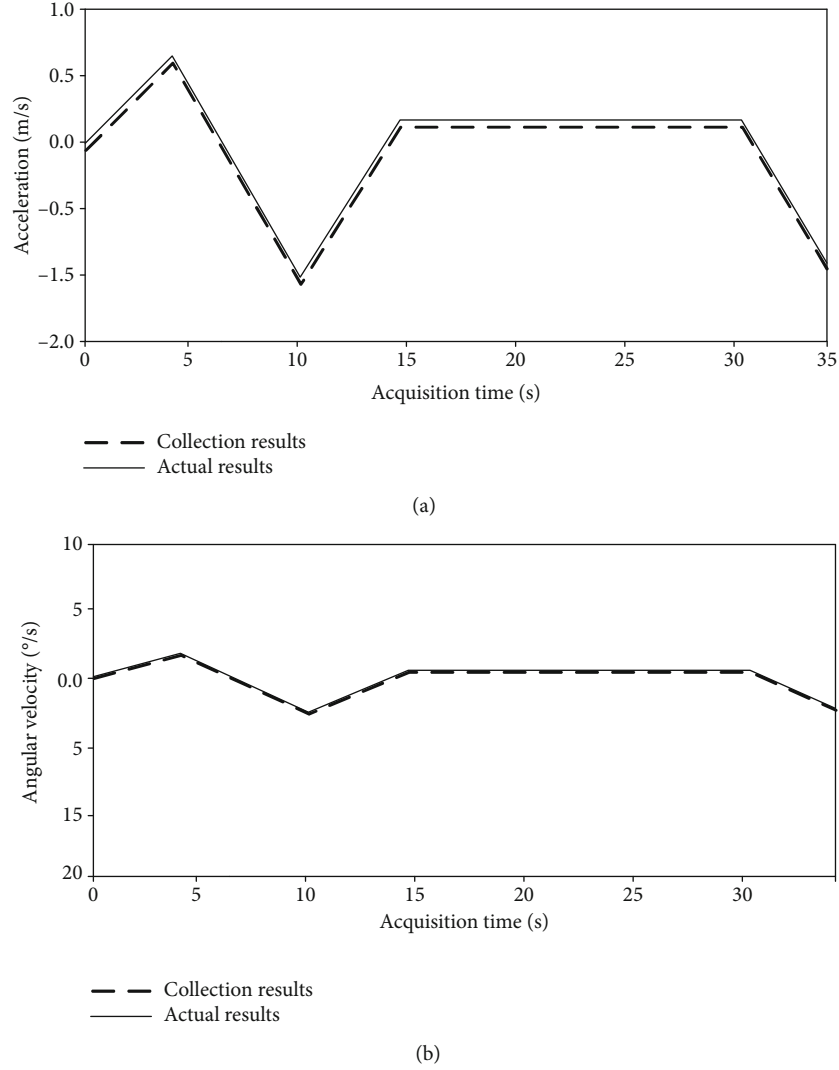 1.0
0.5
0.0
−0.5
−1.5
−2.0
Acceleration (m/s)
0 5 10 15 20 25 30 35
Acquisition time (s)
Collection results
Actual results
(a)
10
5
0.0
5
15
20
Angular velocity (°/s)
0 5 10 15 20 25 30
Acquisition time (s)
Collection results
Actual results
(b)